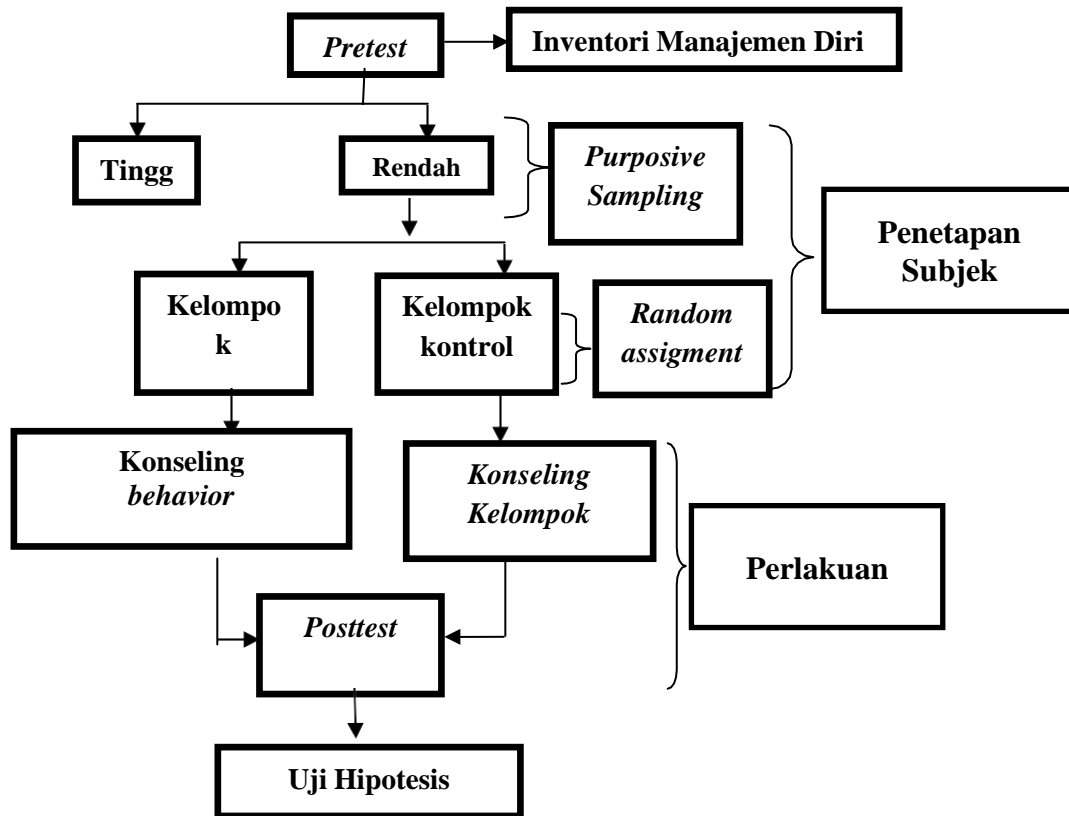 Pretest
Inventori Manajemen Diri
Tingg
Rendah
Purposive
Sampling
Penetapan
Subjek
Kelompo
k
Kelompok
kontrol
Random
assigment
Konseling
behavior
Konseling
Kelompok
Perlakuan
Posttest
Uji Hipotesis